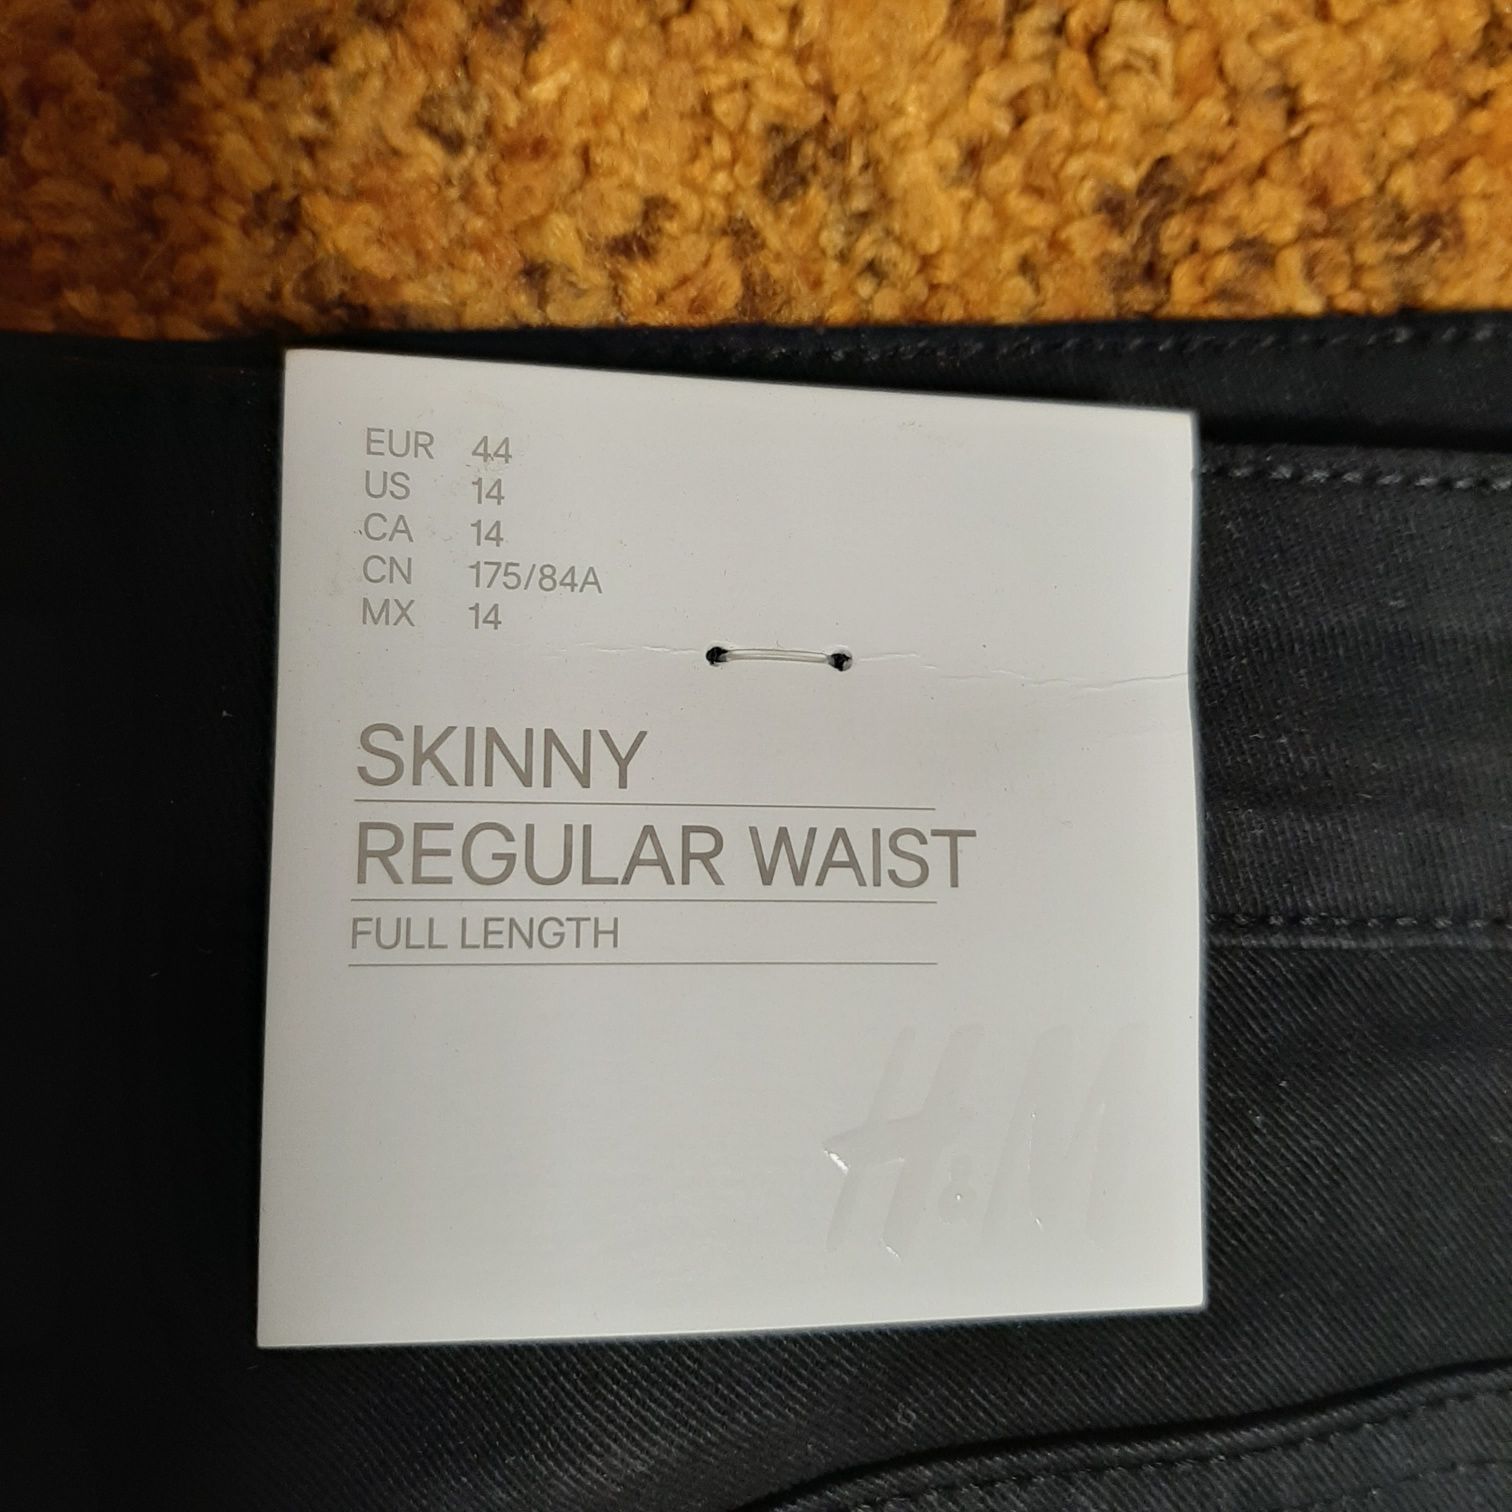 EUR 44
US 14
CA 14
CN 175/84A
MX 14
SKINNY
REGULAR WAIST
FULL LENGTH
H&M